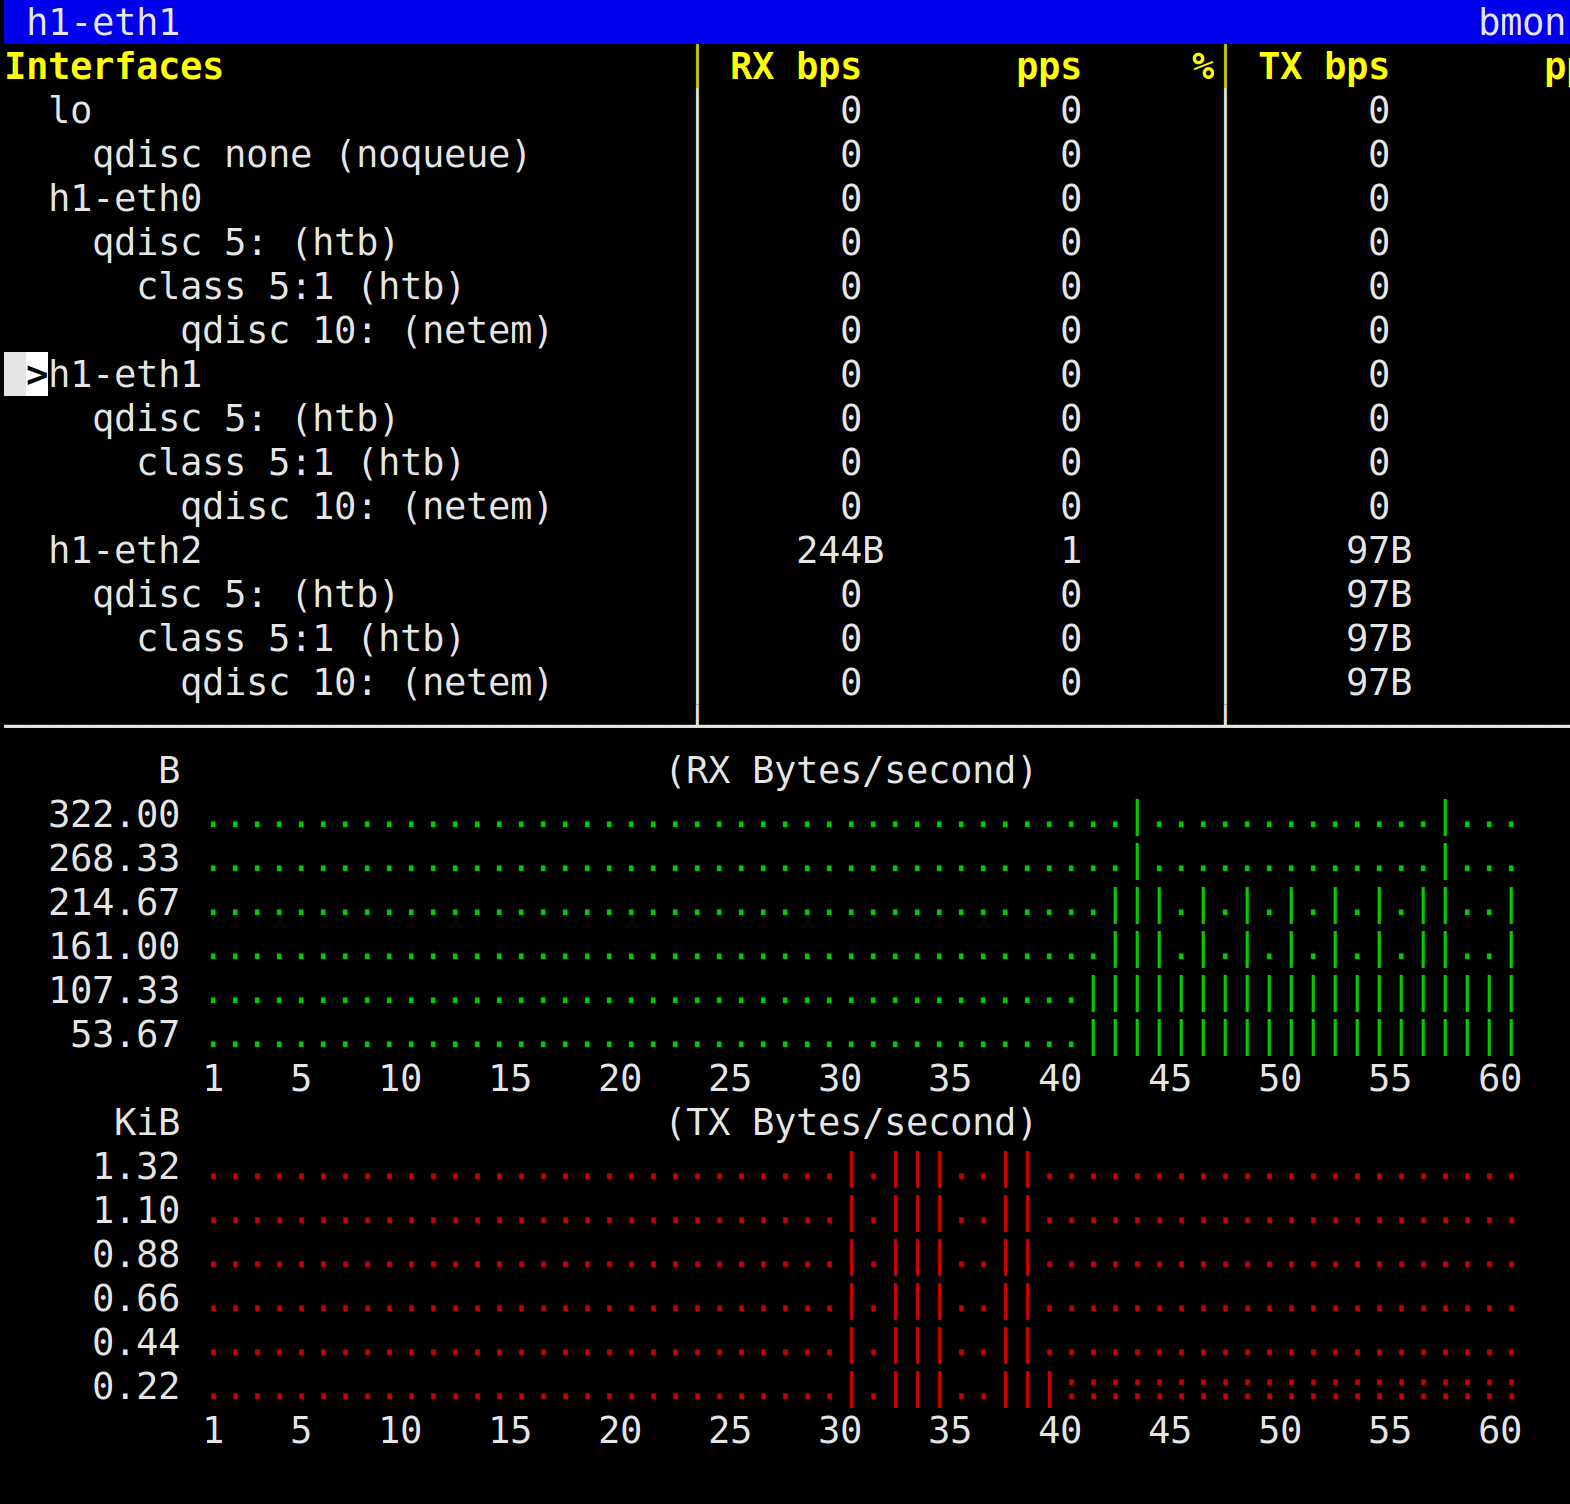 h1-eth1 bmon
Interfaces RX bps pps % TX bps
lo 0 0 0
qdisc none (noqueue) 0 0 0
h1-eth0 0 0 0
qdisc 5: (htb) 0 0 0
class 5:1 (htb) 0 0 0
qdisc 10: (netem) 0 0 0
>h1-eth1 0 0 0
qdisc 5: (htb) 0 0 0
class 5:1 (htb) 0 0 0
qdisc 10: (netem) 0 0 0
h1-eth2 244B 1 97B
qdisc 5: (htb) 0 0 97B
class 5:1 (htb) 0 0 97B
qdisc 10: (netem) 0 0 97B
B (RX Bytes/second)
322.00
268.33
214.67
161.00
107.33
53.67
1 5 10 15 20 25 30 35 40 45 50 55 60
KiB (TX Bytes/second)
1.32
1.10
0.88
0.66
0.44
0.22
1 5 10 15 20 25 30 35 40 45 50 55 60